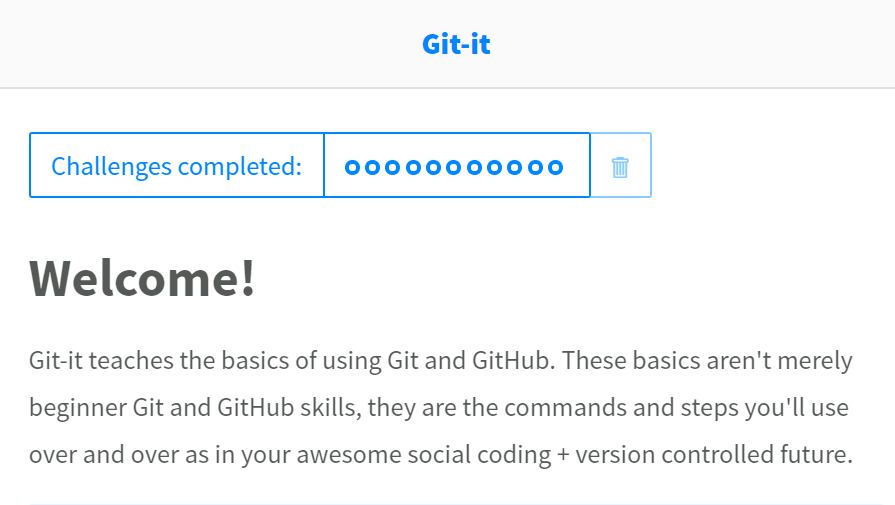 Git-it
Challenges completed:
Welcome!
Git-it teaches the basics of using Git and GitHub. These basics aren't merely
beginner Git and GitHub skills, they are the commands and steps you'll use
over and over as in your awesome social coding + version controlled future.